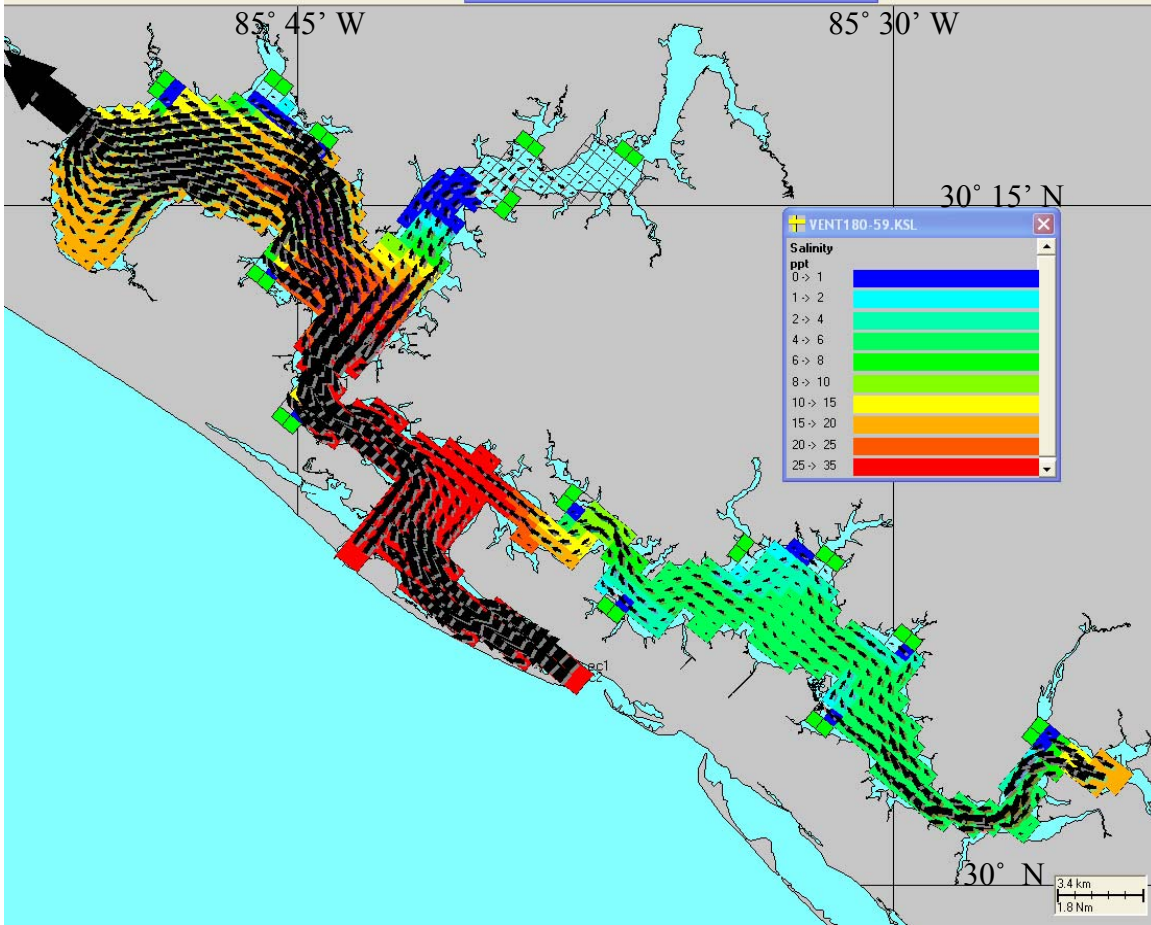 85° 45’ W
85° 30’ W
30° 15’ N
VENT180-59.KSL
Salinity
ppt
0 -> 1
1 -> 2
2 -> 4
4 -> 6
6 -> 8
8 -> 10
10 -> 15
15 -> 20
20 -> 25
25 -> 35
30° N
3.4 km
1.8 Nm